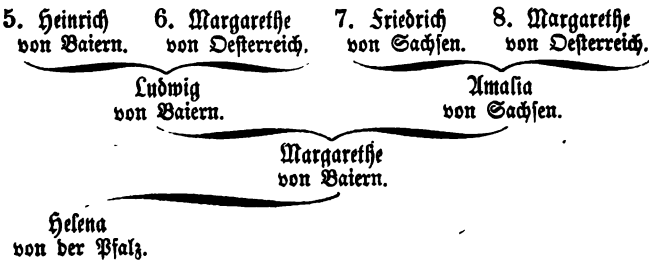 5. Heinrich 6. Margarethe 7. Friedrich 8. Margarethe
von Baiern. von Oesterreich. von Sachsen. von Oesterreich.
Ludwig Amalia
von Baiern. von Sachsen.
Margarethe
von Baiern.
Helena
von der Pfalz.